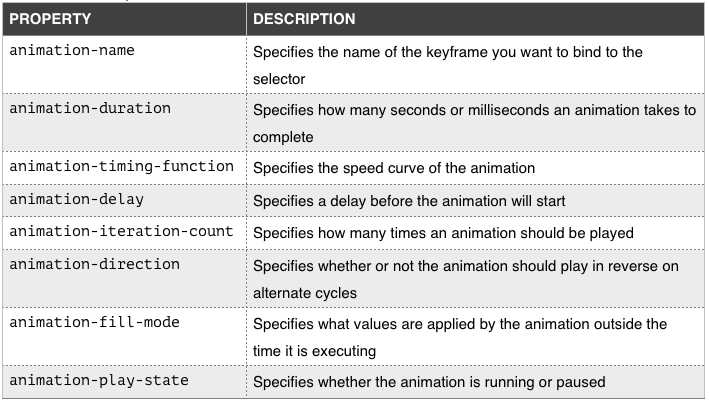 PROPERTY DESCRIPTION
animation-name Specifies the name of the keyframe you want to bind to the
selector
animation-duration Specifies how many seconds or milliseconds an animation takes to
complete
animation-timing-function Specifies the speed curve of the animation
animation-delay Specifies a delay before the animation will start
animation-iteration-count Specifies how many times an animation should be played
animation-direction Specifies whether or not the animation should play in reverse on
alternate cycles
animation-fill-mode Specifies what values are applied by the animation outside the
time it is executing
animation-play-state Specifies whether the animation is running or paused